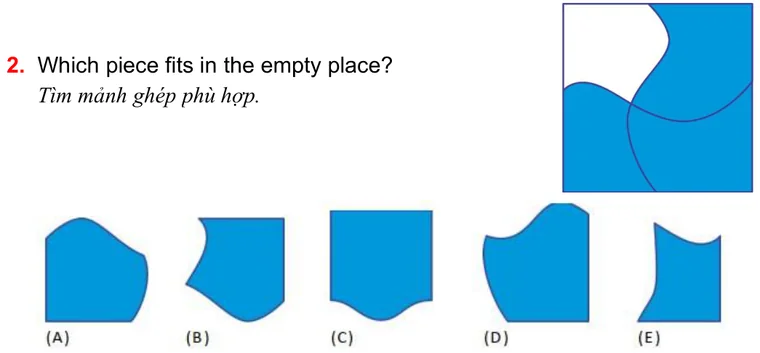 2. Which piece fits in the empty place?
Tìm mảnh ghép phù hợp.
(A) (B) (C) (D) (E)